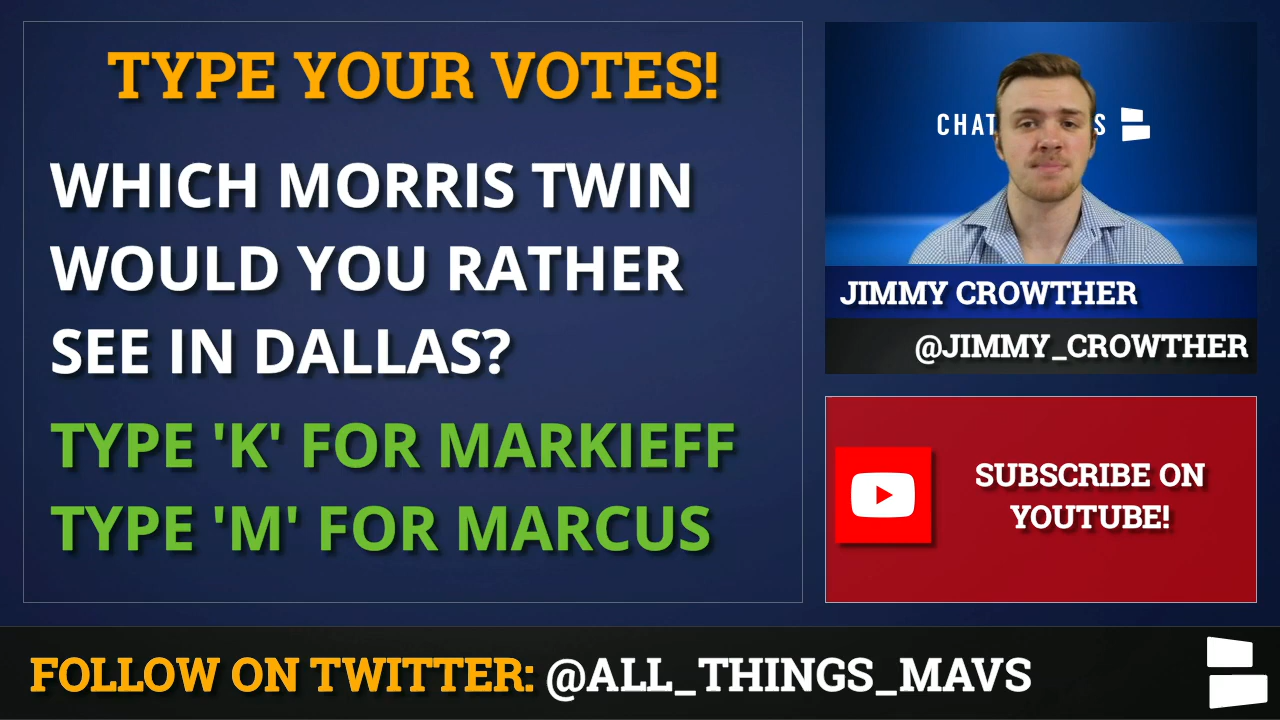 TYPE YOUR VOTES!
WHICH MORRIS TWIN
WOULD YOU RATHER
SEE IN DALLAS?
TYPE 'K' FOR MARKIEFF
TYPE 'M' FOR MARCUS
CHAT
S
JIMMY CROWTHER
@JIMMY_CROWTHER
SUBSCRIBE ON
YOUTUBE!
FOLLOW ON TWITTER: @ALL_THINGS_MAVS